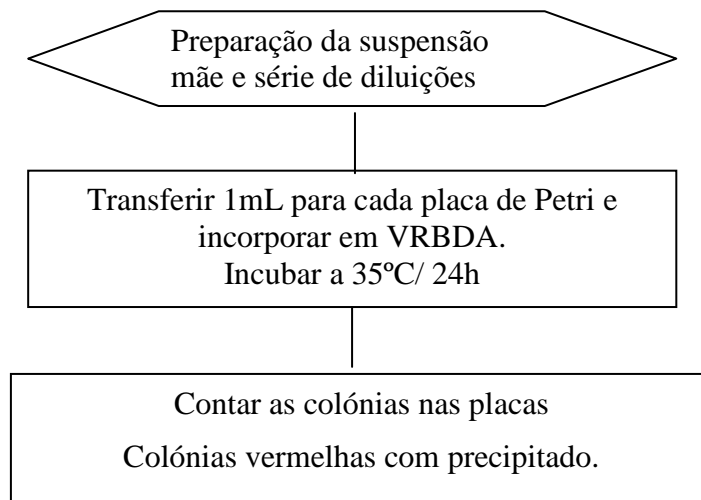 Preparação da suspensão
mãe e série de diluições
Transferir 1mL para cada placa de Petri e
incorporar em VRBDA.
Incubar a 35ºC/ 24h
Contar as colónias nas placas
Colónias vermelhas com precipitado.